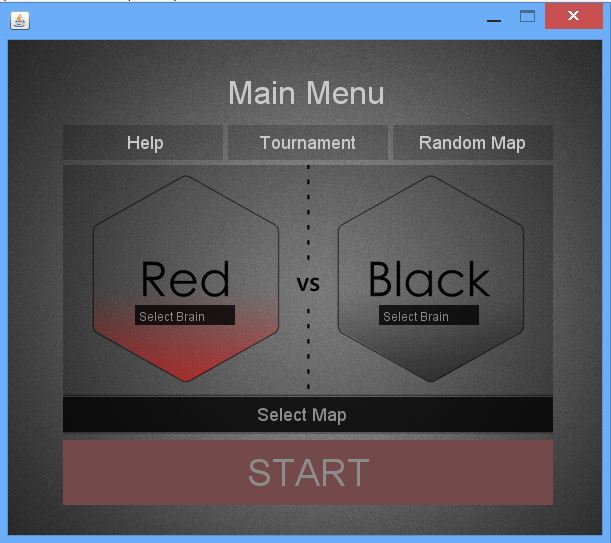 Main Menu
Help
Tournament
Random Map
Red
vs
Black
Select Brain
Select Brain
Select Map
START